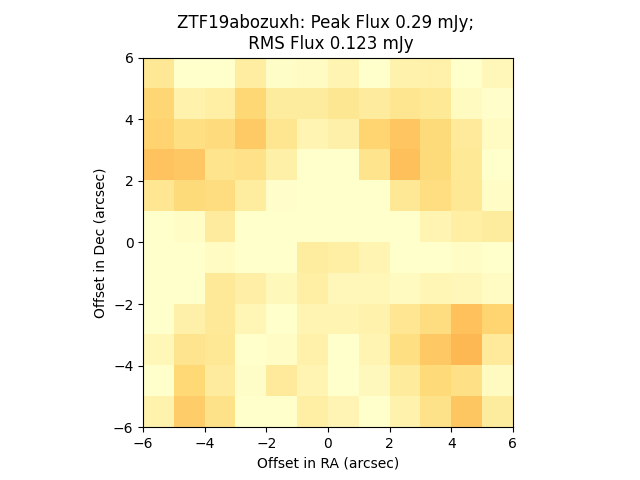 ZTF19abozuxh: Peak Flux 0.29 mJy;
RMS Flux 0.123 mJy
6
4
2
0
−2
−4
−6
Offset in Dec (arcsec)
−6 −4 −2 0 2 4 6
Offset in RA (arcsec)